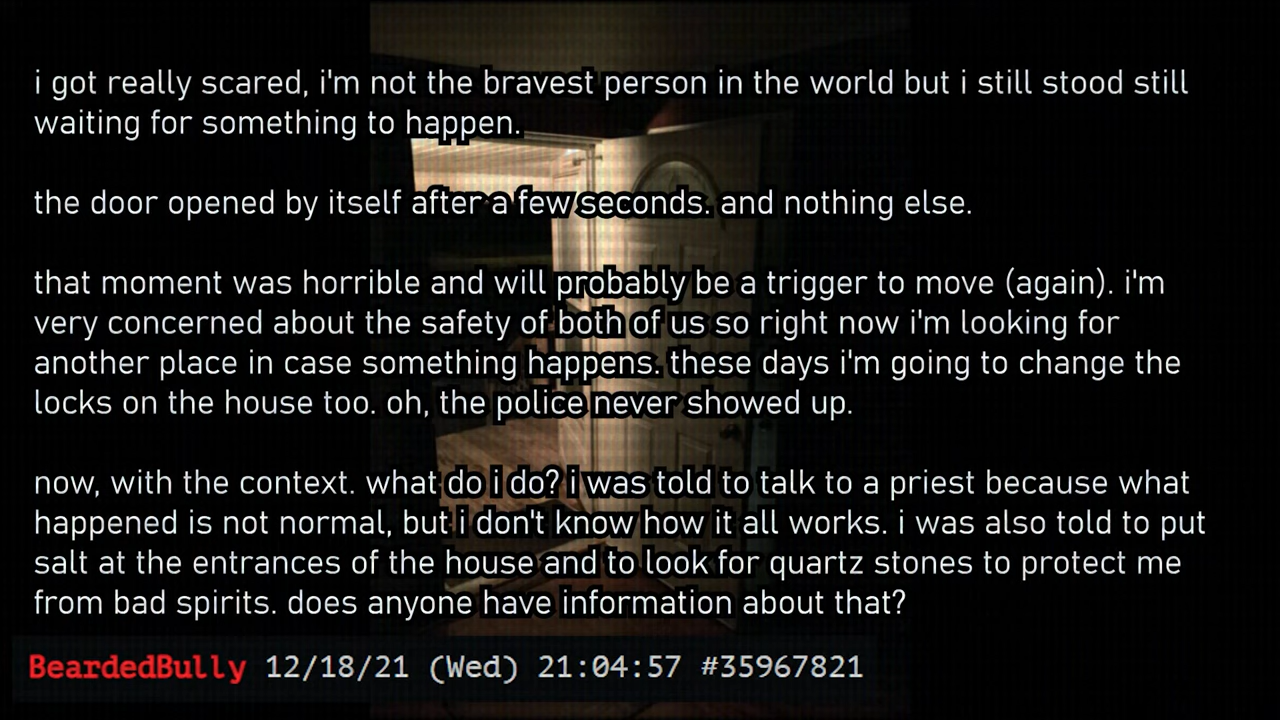 i got really scared, i'm not the bravest person in the world but i still stood still
waiting for something to happen.
the door opened by itself after a few seconds. and nothing else.
that moment was horrible and will probably be a trigger to move (again). i'm
very concerned about the safety of both of us so right now i'm looking for
another place in case something happens. these days i'm going to change the
locks on the house too. oh, the police never showed up.
now, with the context. what do i do? i was told to talk to a priest because what
happened is not normal, but i don't know how it all works. i was also told to put
salt at the entrances of the house and to look for quartz stones to protect me
from bad spirits. does anyone have information about that?
BeardedBully 12/18/21 (Wed) 21:04:57 #35967821